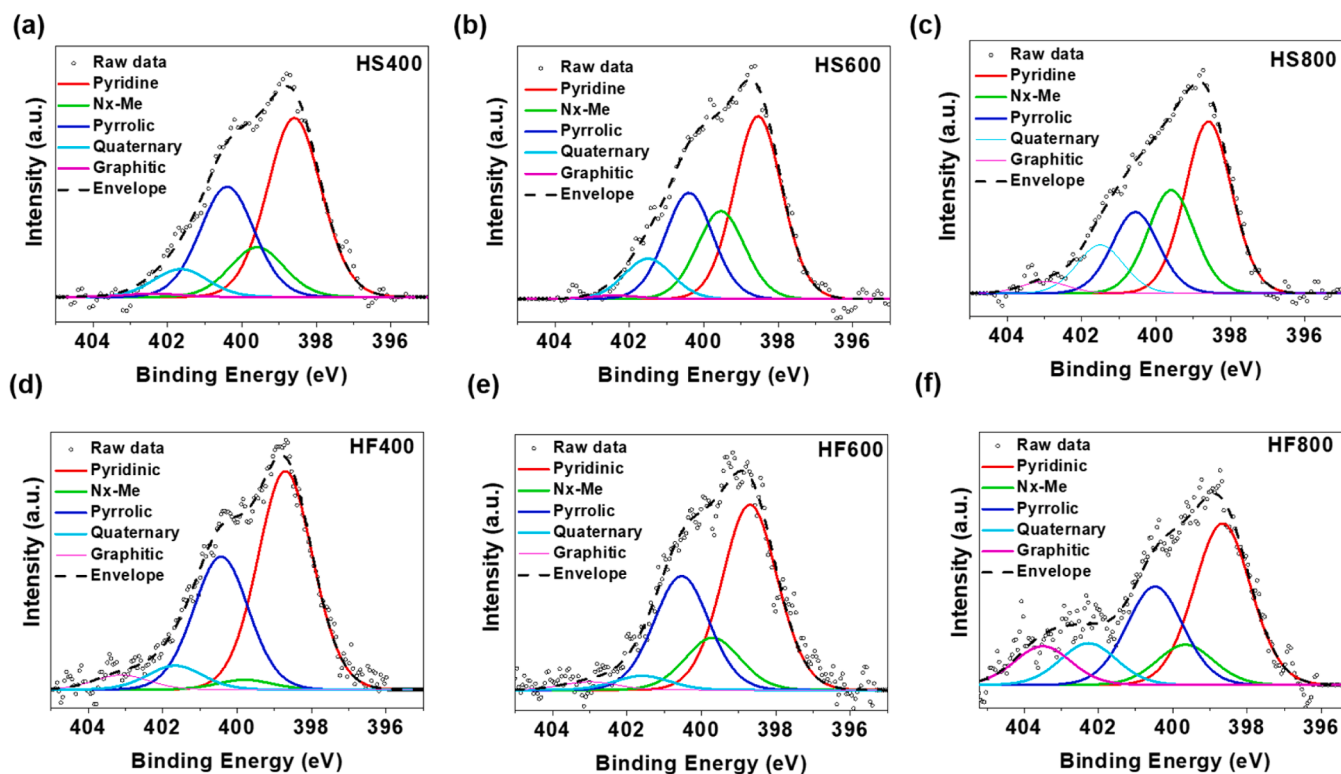 (a)
HS400
Raw data
Pyridine
Nx-Me
Pyrrolic
Quaternary
Graphitic
Envelope
Intensity (a.u.)
404 402 400 398 396
Binding Energy (eV)
(b)
HS600
Raw data
Pyridine
Nx-Me
Pyrrolic
Quaternary
Graphitic
Envelope
Intensity (a.u.)
404 402 400 398 396
Binding Energy (eV)
(c)
HS800
Raw data
Pyridine
Nx-Me
Pyrrolic
Quaternary
Graphitic
Envelope
Intensity (a.u.)
404 402 400 398 396
Binding Energy (eV)
(d)
HF400
Raw data
Pyridinic
Nx-Me
Pyrrolic
Quaternary
Graphitic
Envelope
Intensity (a.u.)
404 402 400 398 396
Binding Energy (eV)
(e)
HF600
Raw data
Pyridinic
Nx-Me
Pyrrolic
Quaternary
Graphitic
Envelope
Intensity (a.u.)
404 402 400 398 396
Binding Energy (eV)
(f)
HF800
Raw data
Pyridinic
Nx-Me
Pyrrolic
Quaternary
Graphitic
Envelope
Intensity (a.u.)
404 402 400 398 396
Binding Energy (eV)